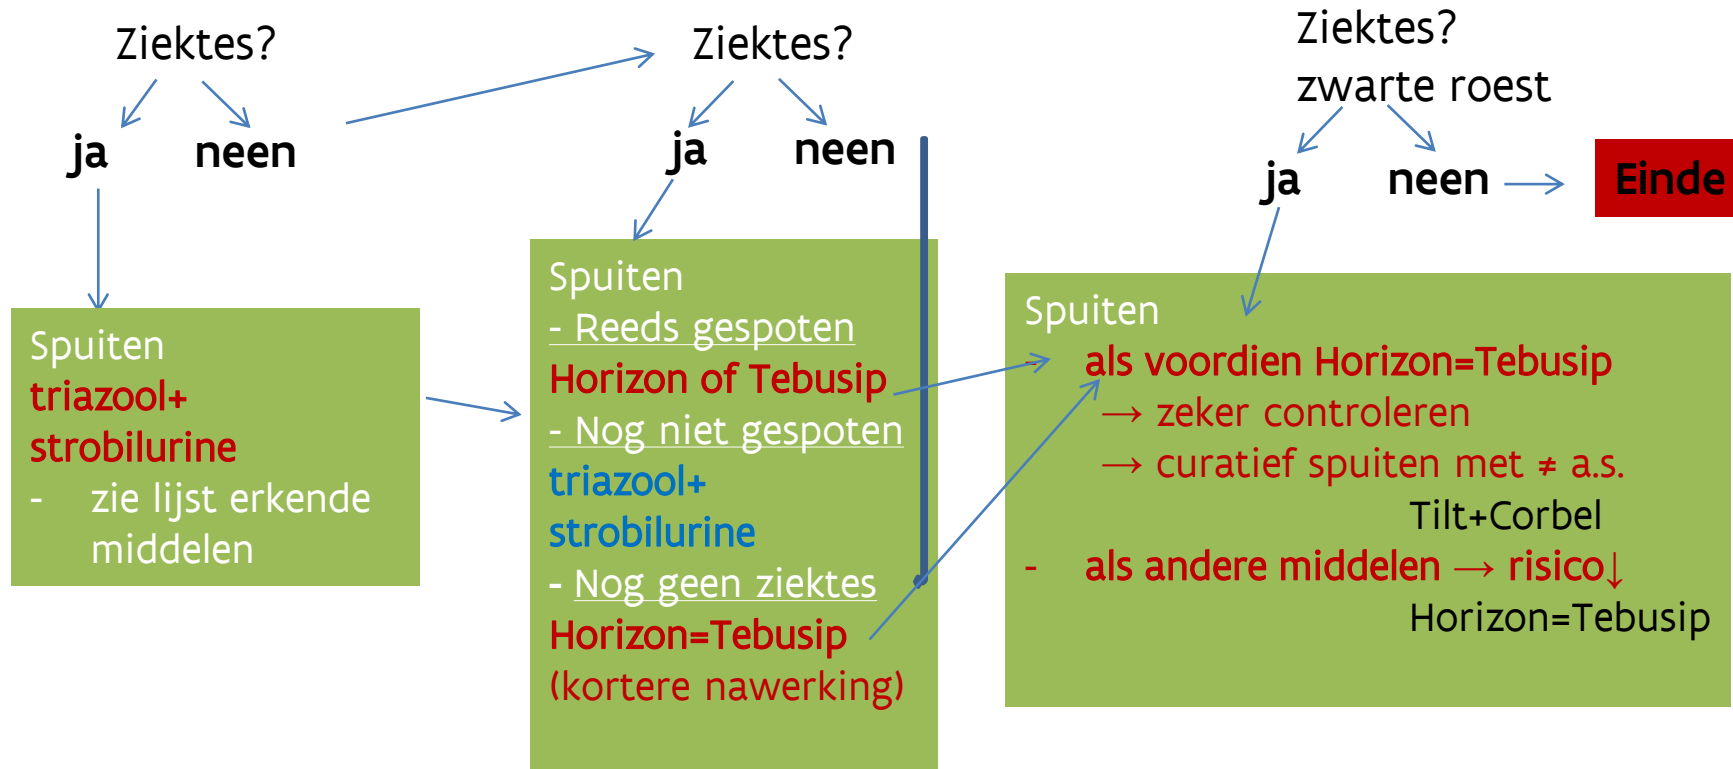 Ziektes?
ja neen
Spuiten
triazool+
strobilurine
- zie lijst erkende
middelen
Ziektes?
ja neen
Spuiten
- Reeds gespoten
Horizon of Tebusip
- Nog niet gespoten
triazool+
strobilurine
- Nog geen ziektes
Horizon=Tebusip
(kortere nawerking)
Ziektes?
zwarte roest
ja neen → Einde
Spuiten
- als voordien Horizon=Tebusip
→ zeker controleren
→ curatief spuiten met ≠ a.s.
Tilt+Corbel
- als andere middelen → risico↓
Horizon=Tebusip